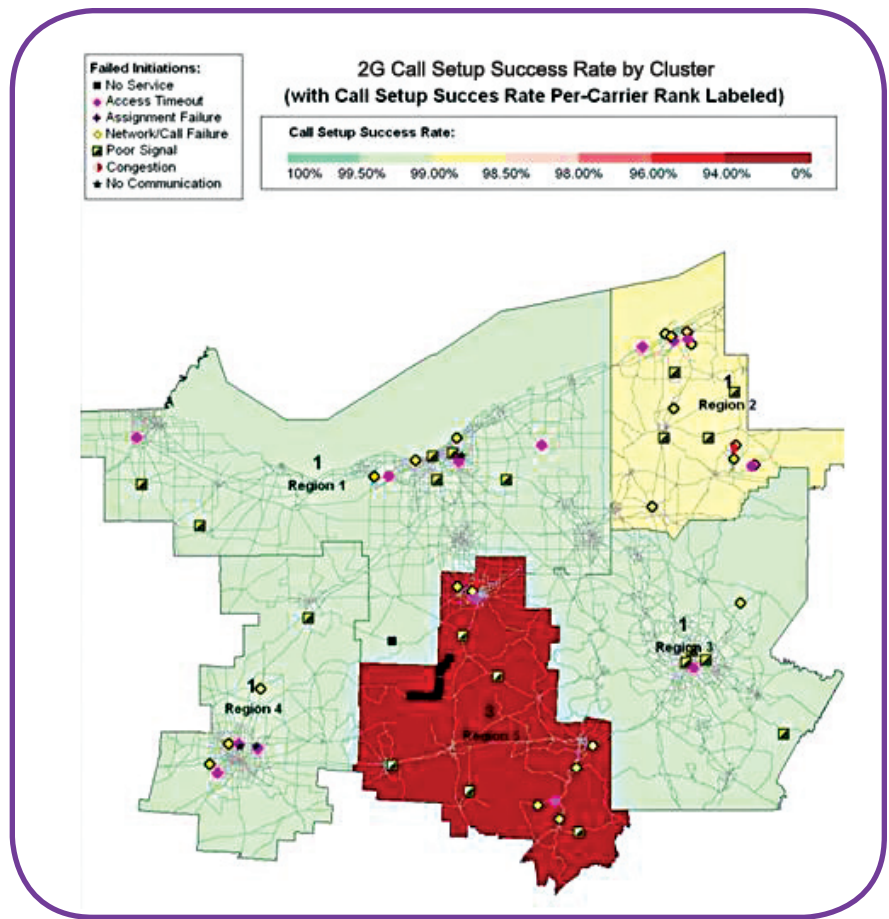 Failed Initiations:
No Service
Access Timeout
Assignment Failure
Network/Call Failure
Poor Signal
Congestion
No Communication
2G Call Setup Success Rate by Cluster
(with Call Setup Succes Rate Per-Carrier Rank Labeled)
Call Setup Success Rate:
100% 99.50% 99.00% 98.50% 98.00% 96.00% 94.00% 0%
1
Region 2
1
Region 1
1
Region 3
1
Region 4
3
Region 5